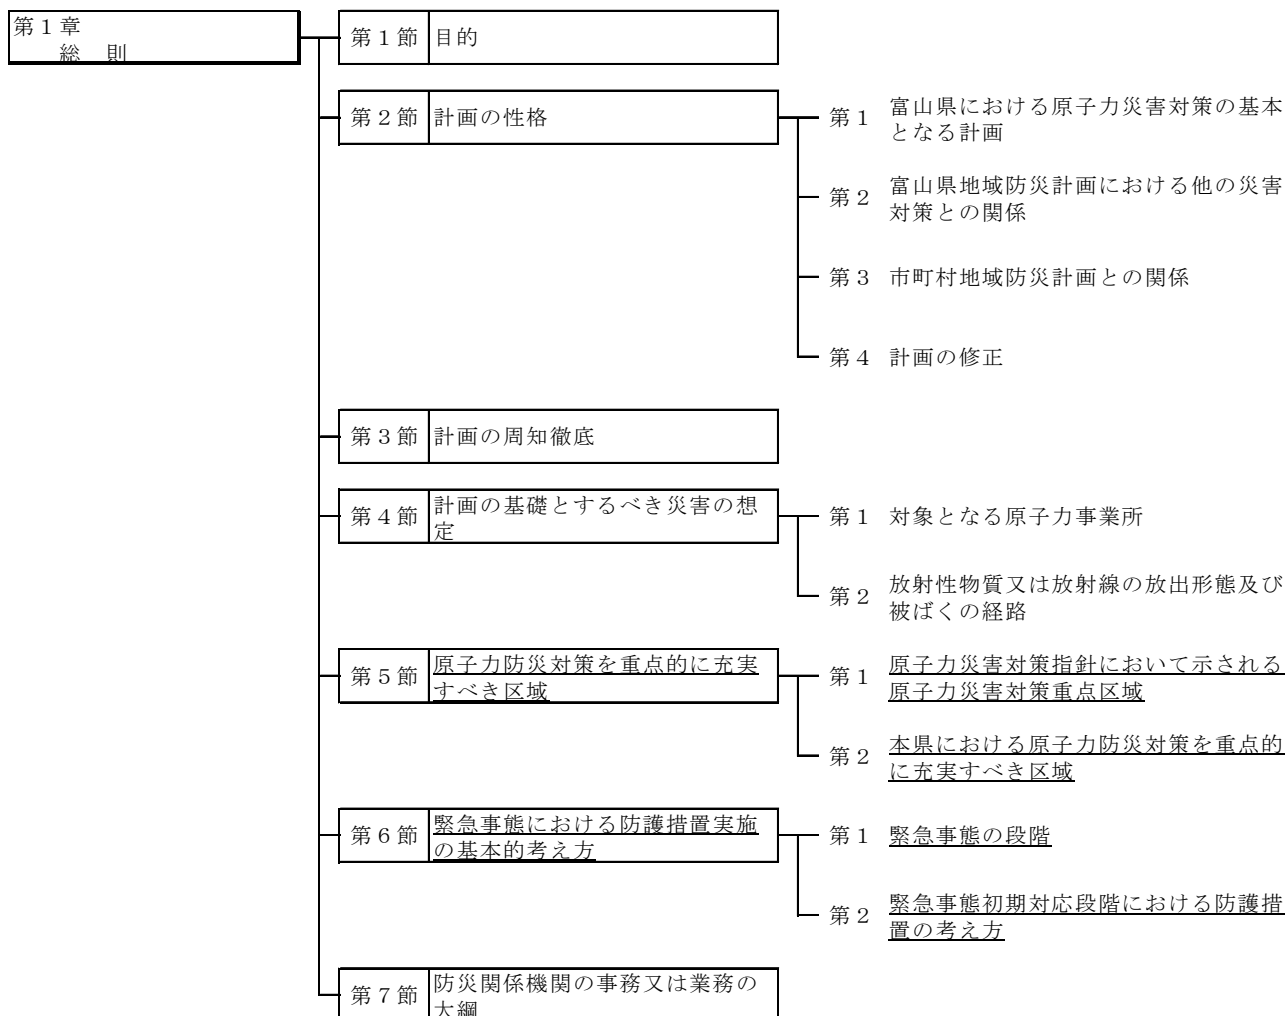 第１章
総　則
第１節 目的
第２節 計画の性格
第１ 富山県における原子力災害対策の基本
となる計画
第２ 富山県地域防災計画における他の災害
対策との関係
第３ 市町村地域防災計画との関係
第４ 計画の修正
第３節 計画の周知徹底
第４節 計画の基礎とするべき災害の想
定
第１ 対象となる原子力事業所
第２ 放射性物質又は放射線の放出形態及び
被ばくの経路
第５節 原子力防災対策を重点的に充実
すべき区域
第１ 原子力災害対策指針において示される
原子力災害対策重点区域
第２ 本県における原子力防災対策を重点的
に充実すべき区域
第６節 緊急事態における防護措置実施
の基本的考え方
第１ 緊急事態の段階
第２ 緊急事態初期対応段階における防護措
置の考え方
第７節 防災関係機関の事務又は業務の
大綱